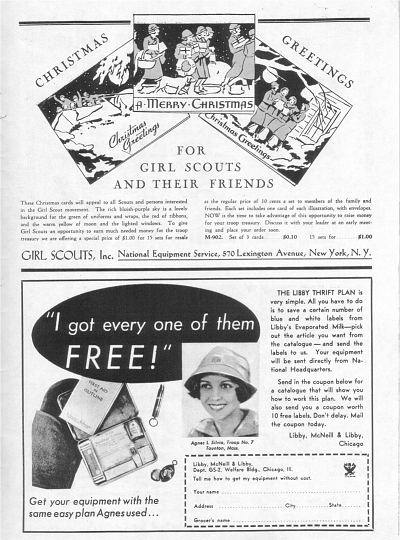 CHRISTMAS
GREETINGS
A·MERRY·CHRISTMAS
Christmas
Greetings
Christmas Greetings
FOR
GIRL SCOUTS
AND THEIR FRIENDS
These Christmas cards will appeal to all Scouts and persons interested
in the Girl Scout movement. The rich bluish-purple sky is a lovely
background for the green of uniforms and wraps, the red of ribbons,
and the warm yellow of moon and the lighted windows. To give
Girl Scouts an opportunity to earn much needed money for the troop
treasury we are offering a special price of $1.00 for 15 sets for resale
at the regular price of 10 cents a set to members of the family and
friends. Each set includes one card of each illustration, with envelopes.
NOW is the time to take advantage of this opportunity to raise money
for your troop treasury. Discuss it with your leader at an early meet-
ing and place your order soon.
M-902. Set of 3 cards $0.10 15 sets for $1.00
GIRL SCOUTS, Inc. National Equipment Service, 570 Lexington Avenue, New York, N. Y.
"I got every one of them
FREE!"
FIRST AID
OUTLINE
Agnes L. Silvia, Troop No. 7
Taunton, Mass.
Get your equipment with the
same easy plan Agnes used...
THE LIBBY THRIFT PLAN is
very simple. All you have to do
is to save a certain number of
blue and white labels from
Libby's Evaporated Milk—pick
out the article you want from
the catalogue—and send the
labels to us. Your equipment
will be sent directly from Na-
tional Headquarters.
Send in the coupon below for
a catalogue that will show you
how to work this plan. We will
also send you a coupon worth
10 free labels. Don't delay. Mail
the coupon today.
Libby, McNeill & Libby,
Chicago
Libby, McNeill & Libby,
Dept. GS-2, Welfare Bldg., Chicago, Ill.
Tell me how to get my equipment without cost.
Your name
Address City State
Grocer's name